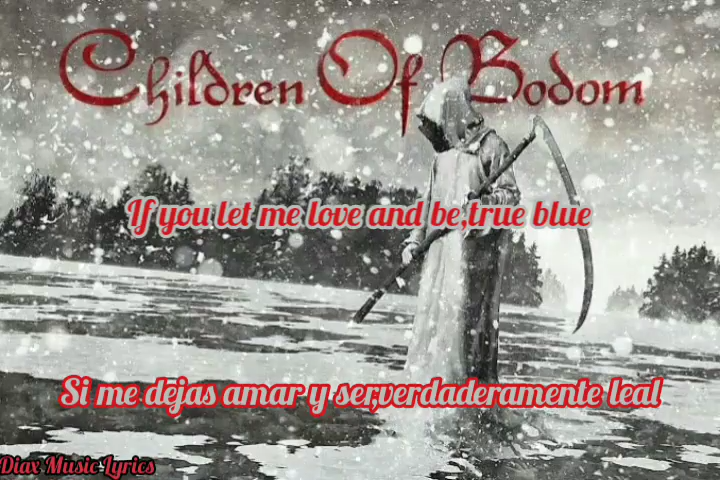 Children Of Bodom
If you let me love and be,true blue
Si me dejas amar y ser,verdaderamente leal
Diax Music Lyrics